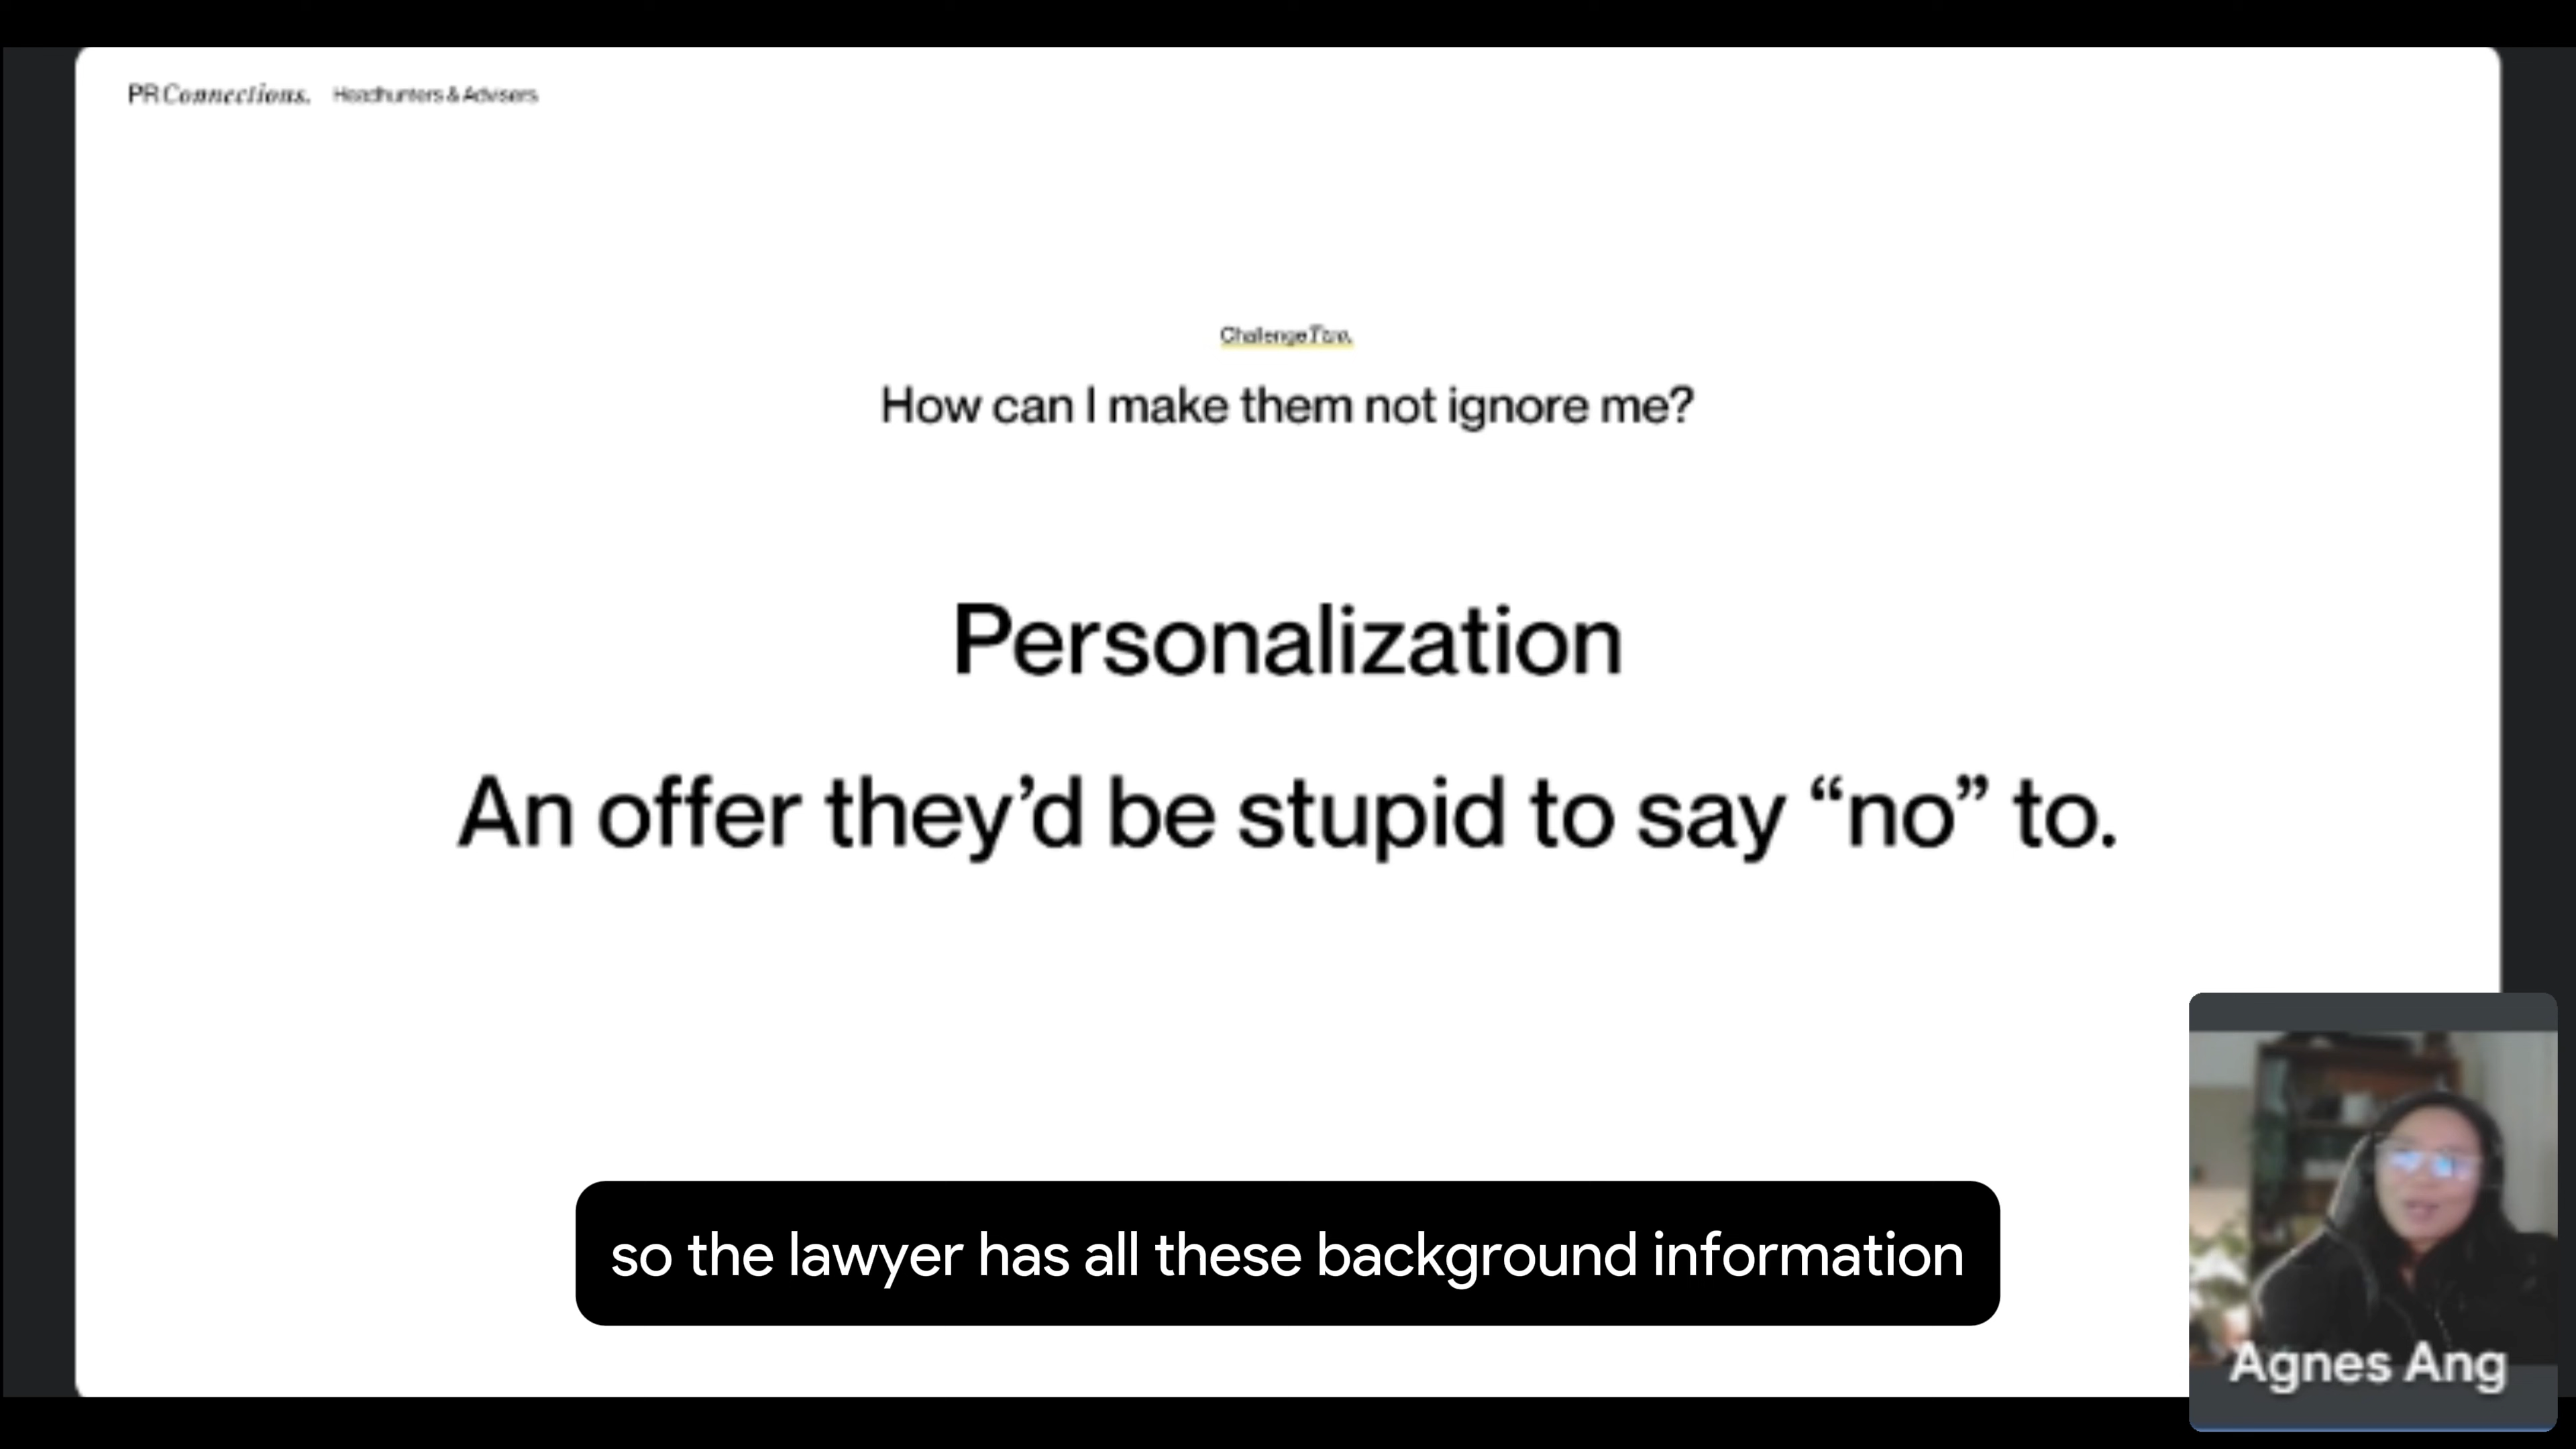 PR Connections. Headhunters & Advisers
Challenge Two.
How can I make them not ignore me?
Personalization
An offer they’d be stupid to say “no” to.
so the lawyer has all these background information
Agnes Ang